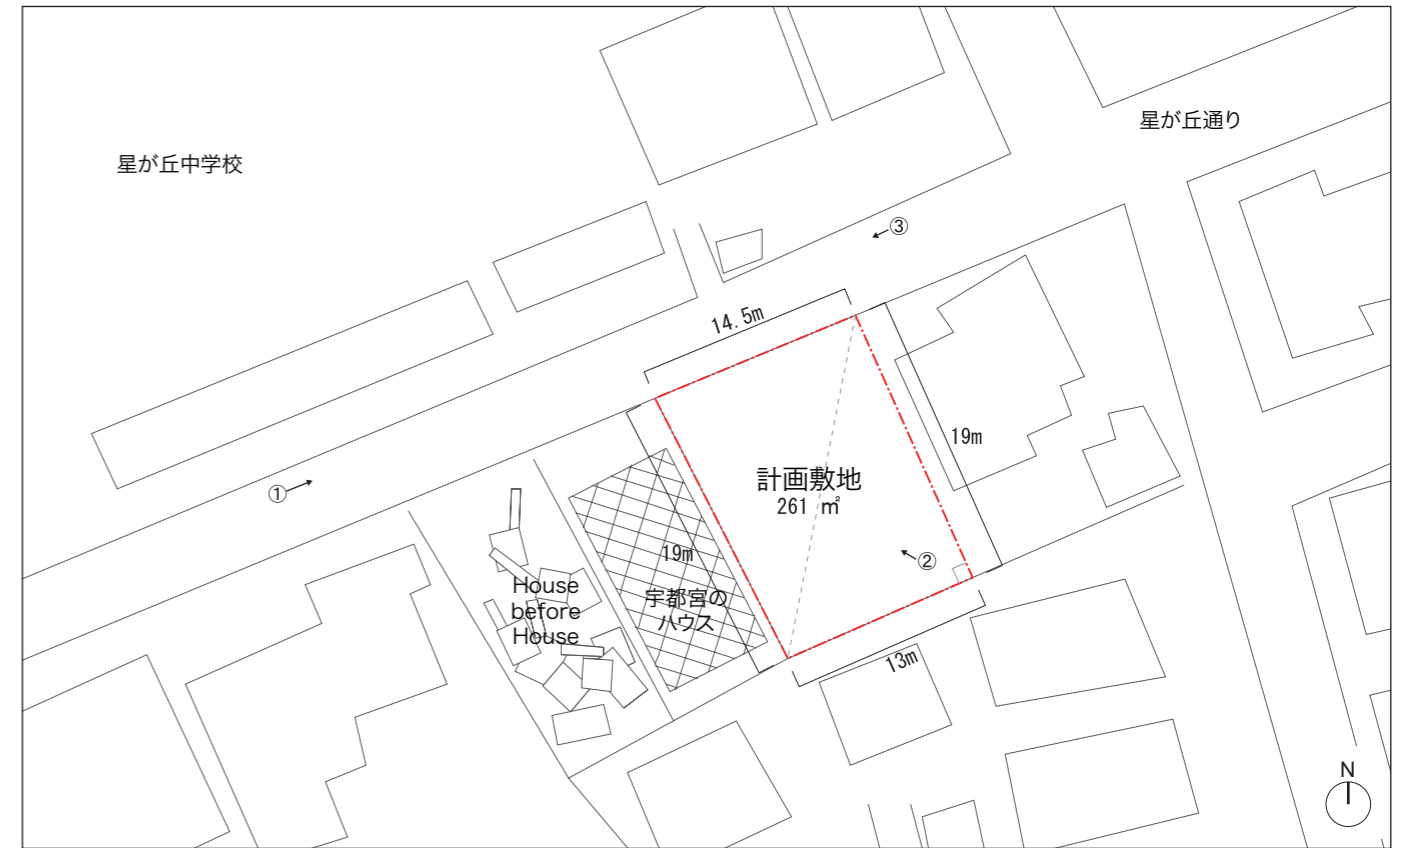 星が丘通り
星が丘中学校
③
14.5m
19m
計画敷地
261 ㎡
①
19m
②
House
before
House
宇都宮の
ハウス
13m
N